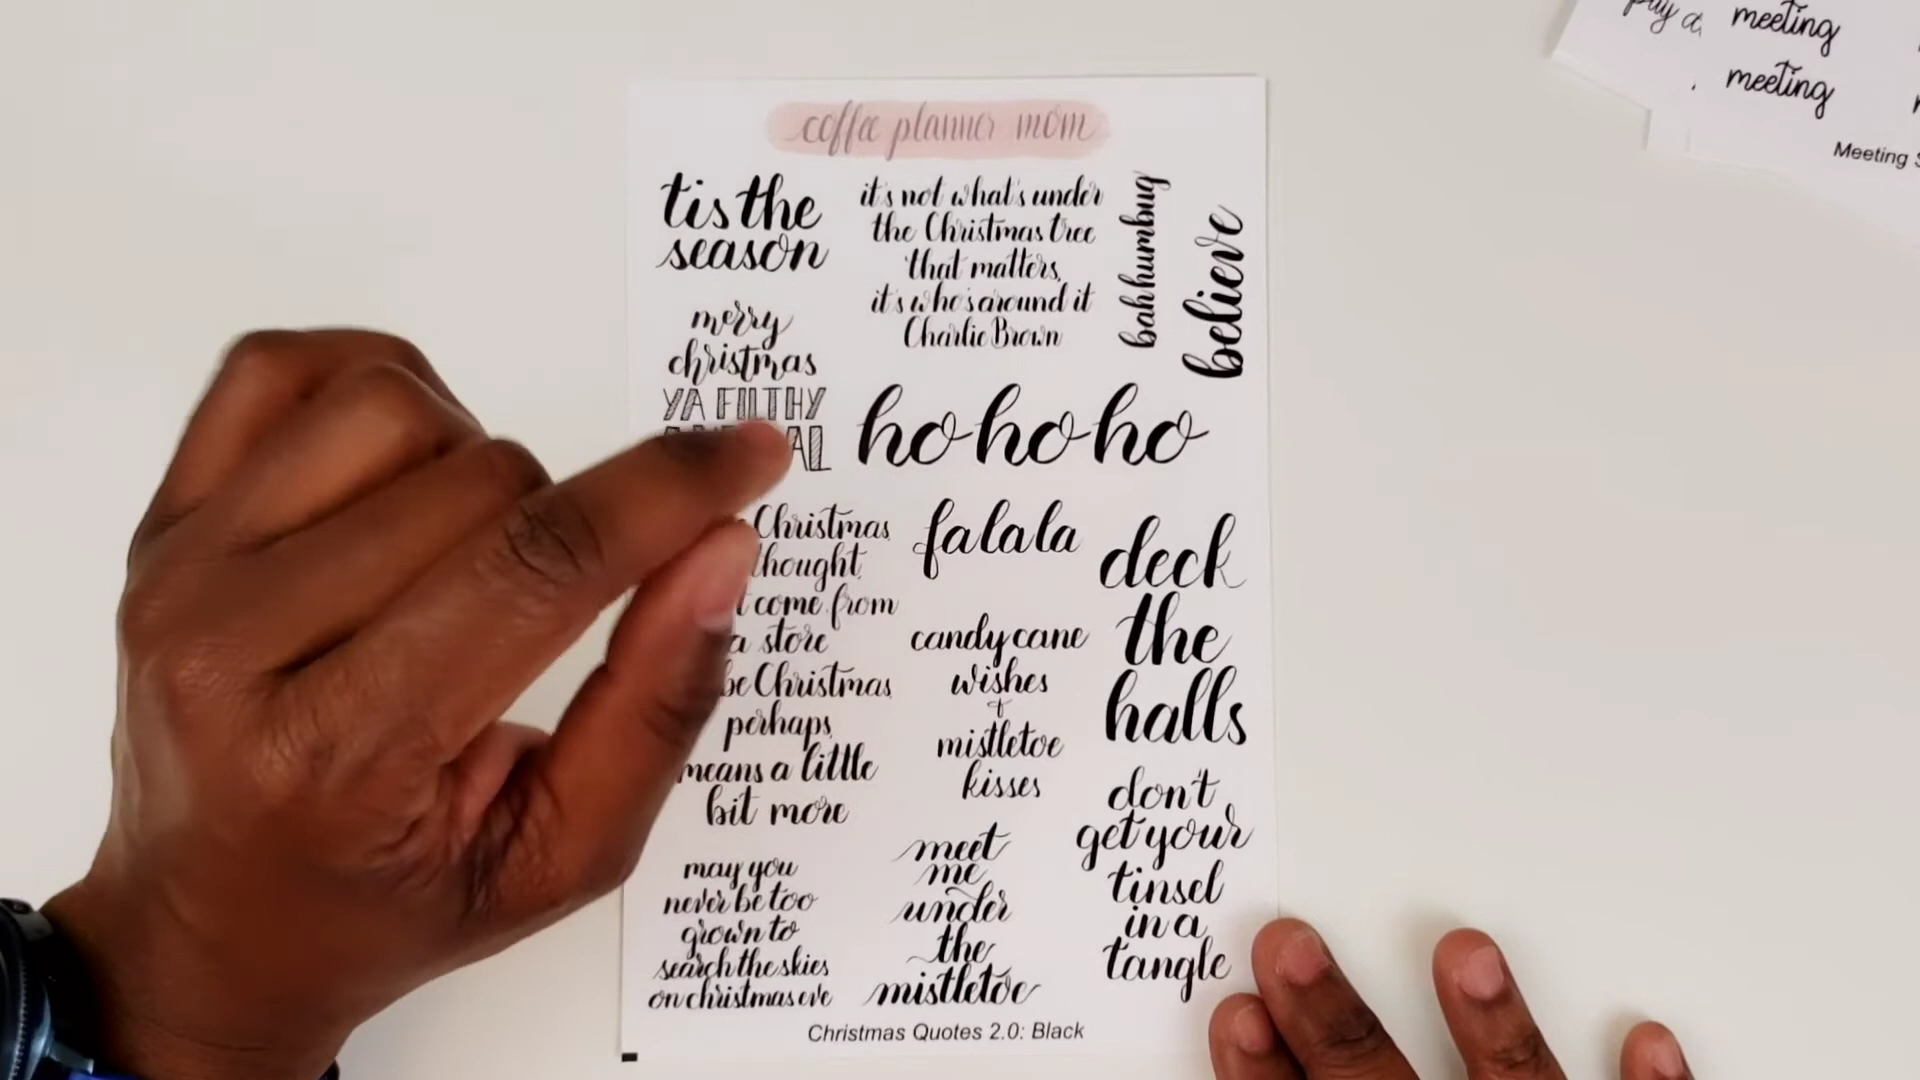 coffee planner mom
tis the
season
merry
christmas
YA FILTHY
it's not what's under
the Christmas tree
that matters,
it's who's around it
Charlie Brown
bah humbug
believe
ho ho ho
Christmas,
thought,
come from
a store
be Christmas,
perhaps,
means a little
bit more
falalala
candy cane
wishes
+
mistletoe
kisses
deck
the
halls
may you
never be too
grown to
search the skies
on christmas eve
meet
me
under
the
mistletoe
don't
get your
tinsel
in a
tangle
Christmas Quotes 2.0: Black
pay
meeting
meeting
Meeting